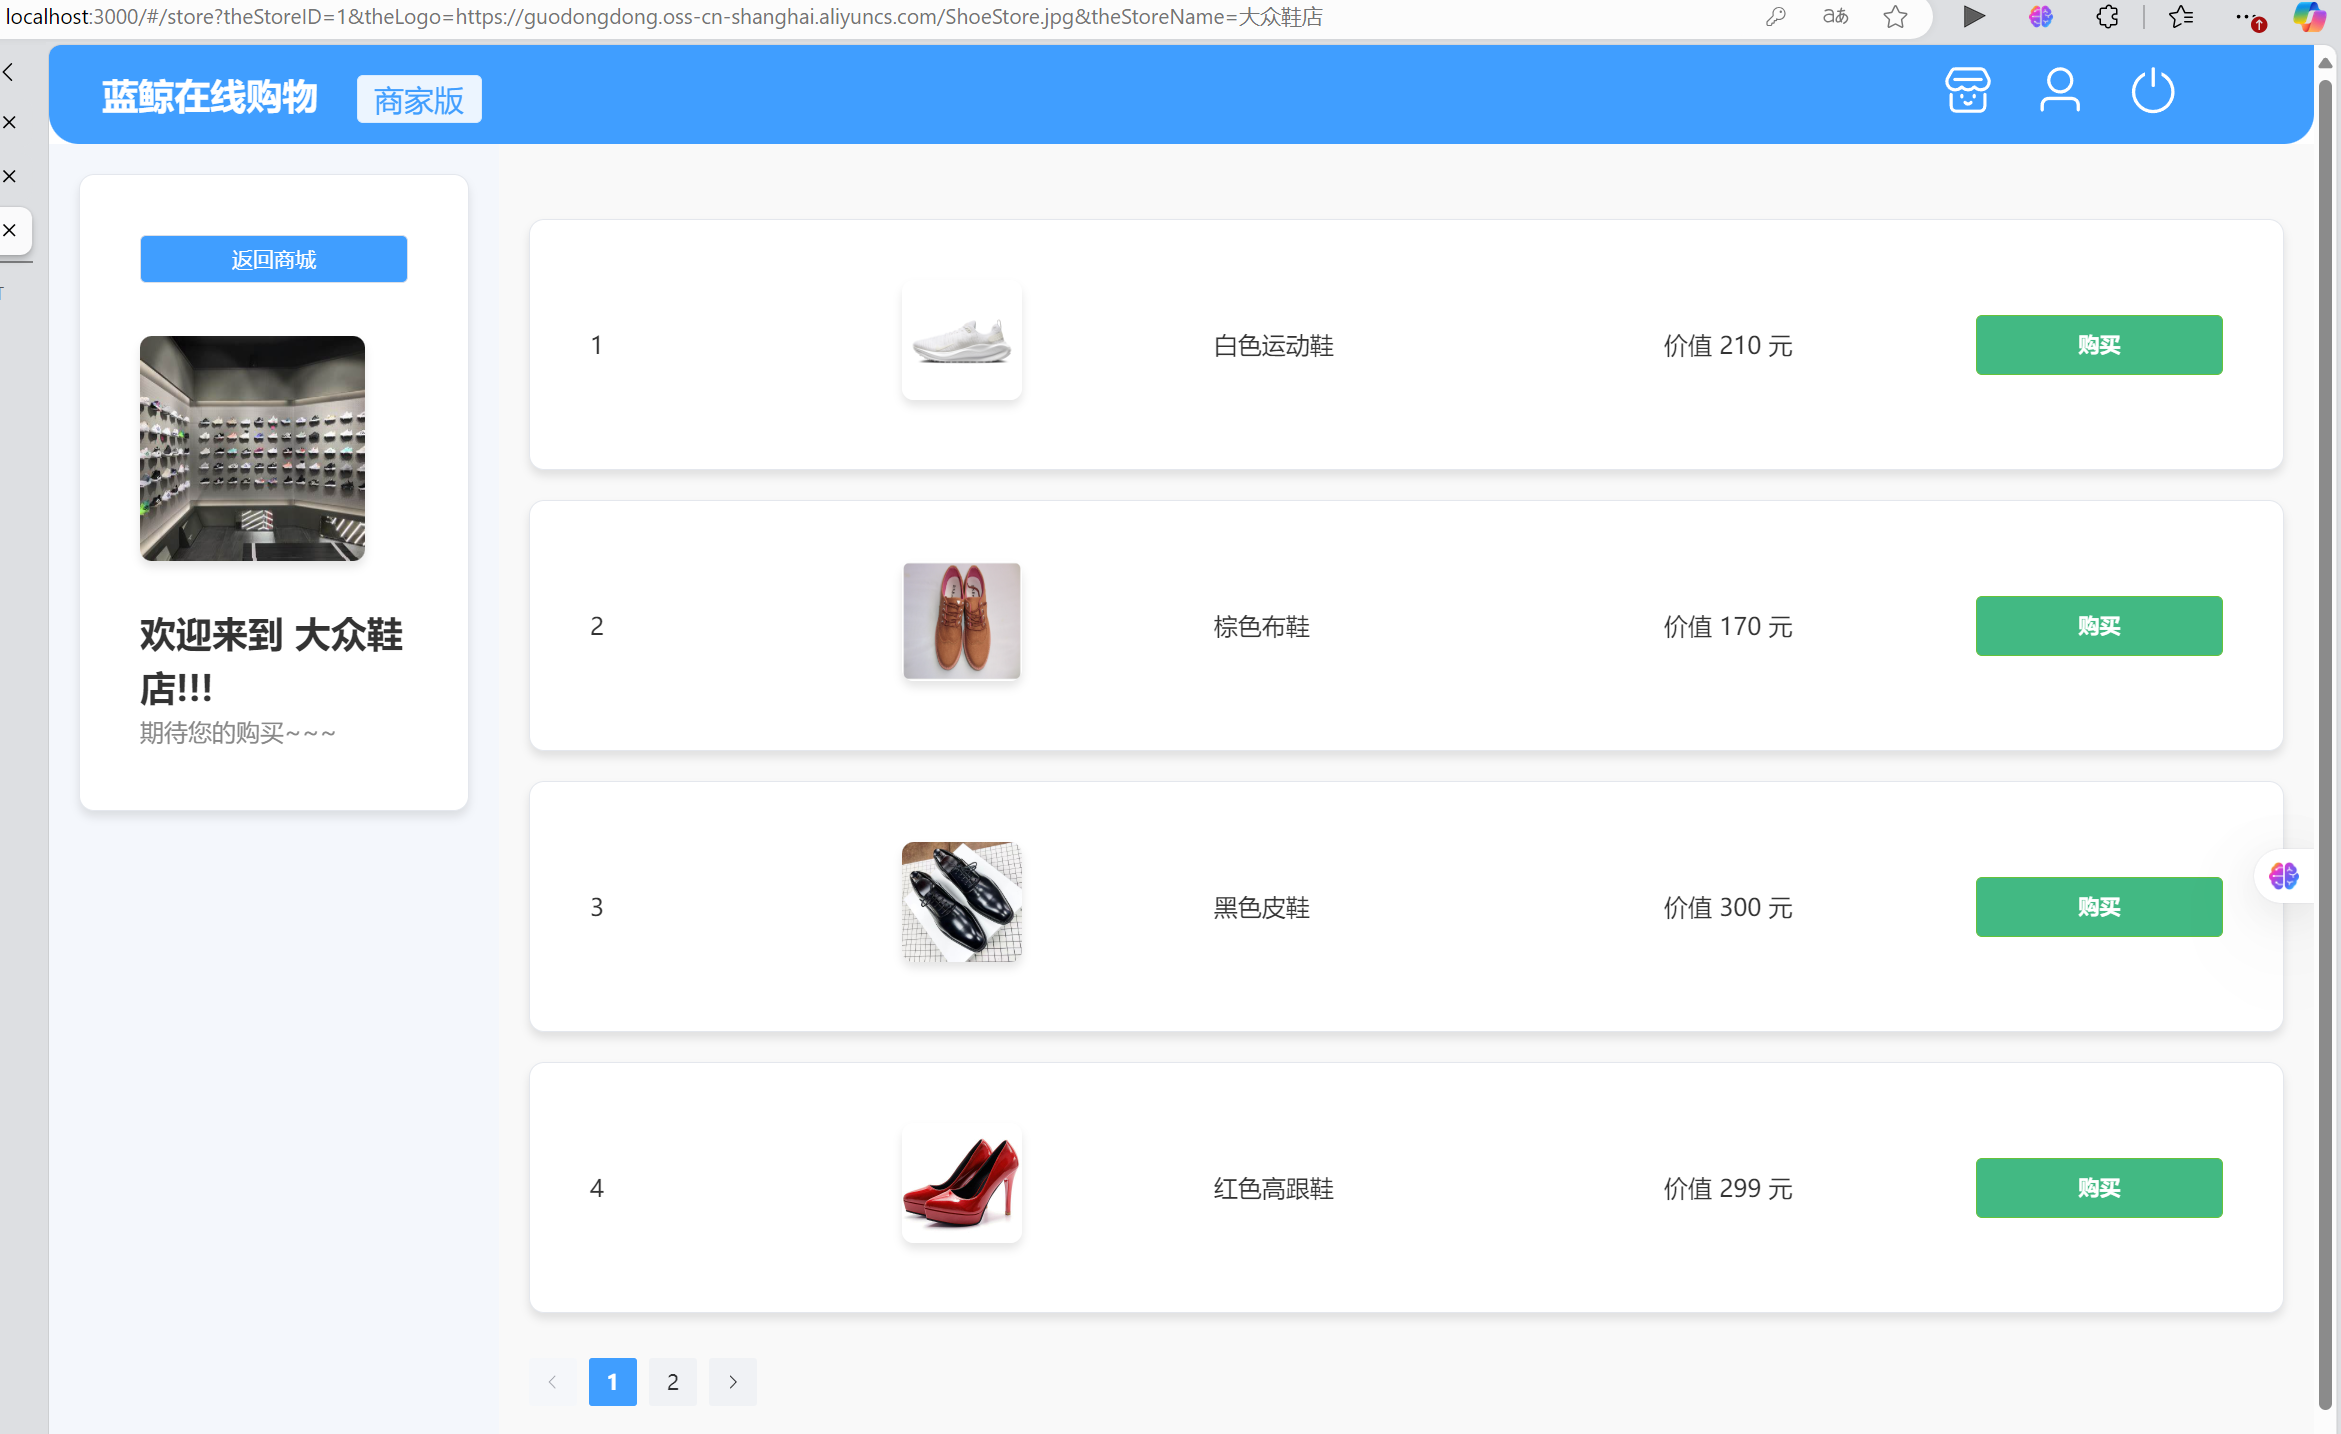 localhost:3000/#/store?theStoreID=1&theLogo=https://guodongdong.oss-cn-shanghai.aliyuncs.com/ShoeStore.jpg&theStoreName=大众鞋店
aあ
蓝鲸在线购物 商家版
返回商城
欢迎来到 大众鞋
店!!!
期待您的购买~~~
1 白色运动鞋 价值 210 元 购买
2 棕色布鞋 价值 170 元 购买
3 黑色皮鞋 价值 300 元 购买
4 红色高跟鞋 价值 299 元 购买
1 2